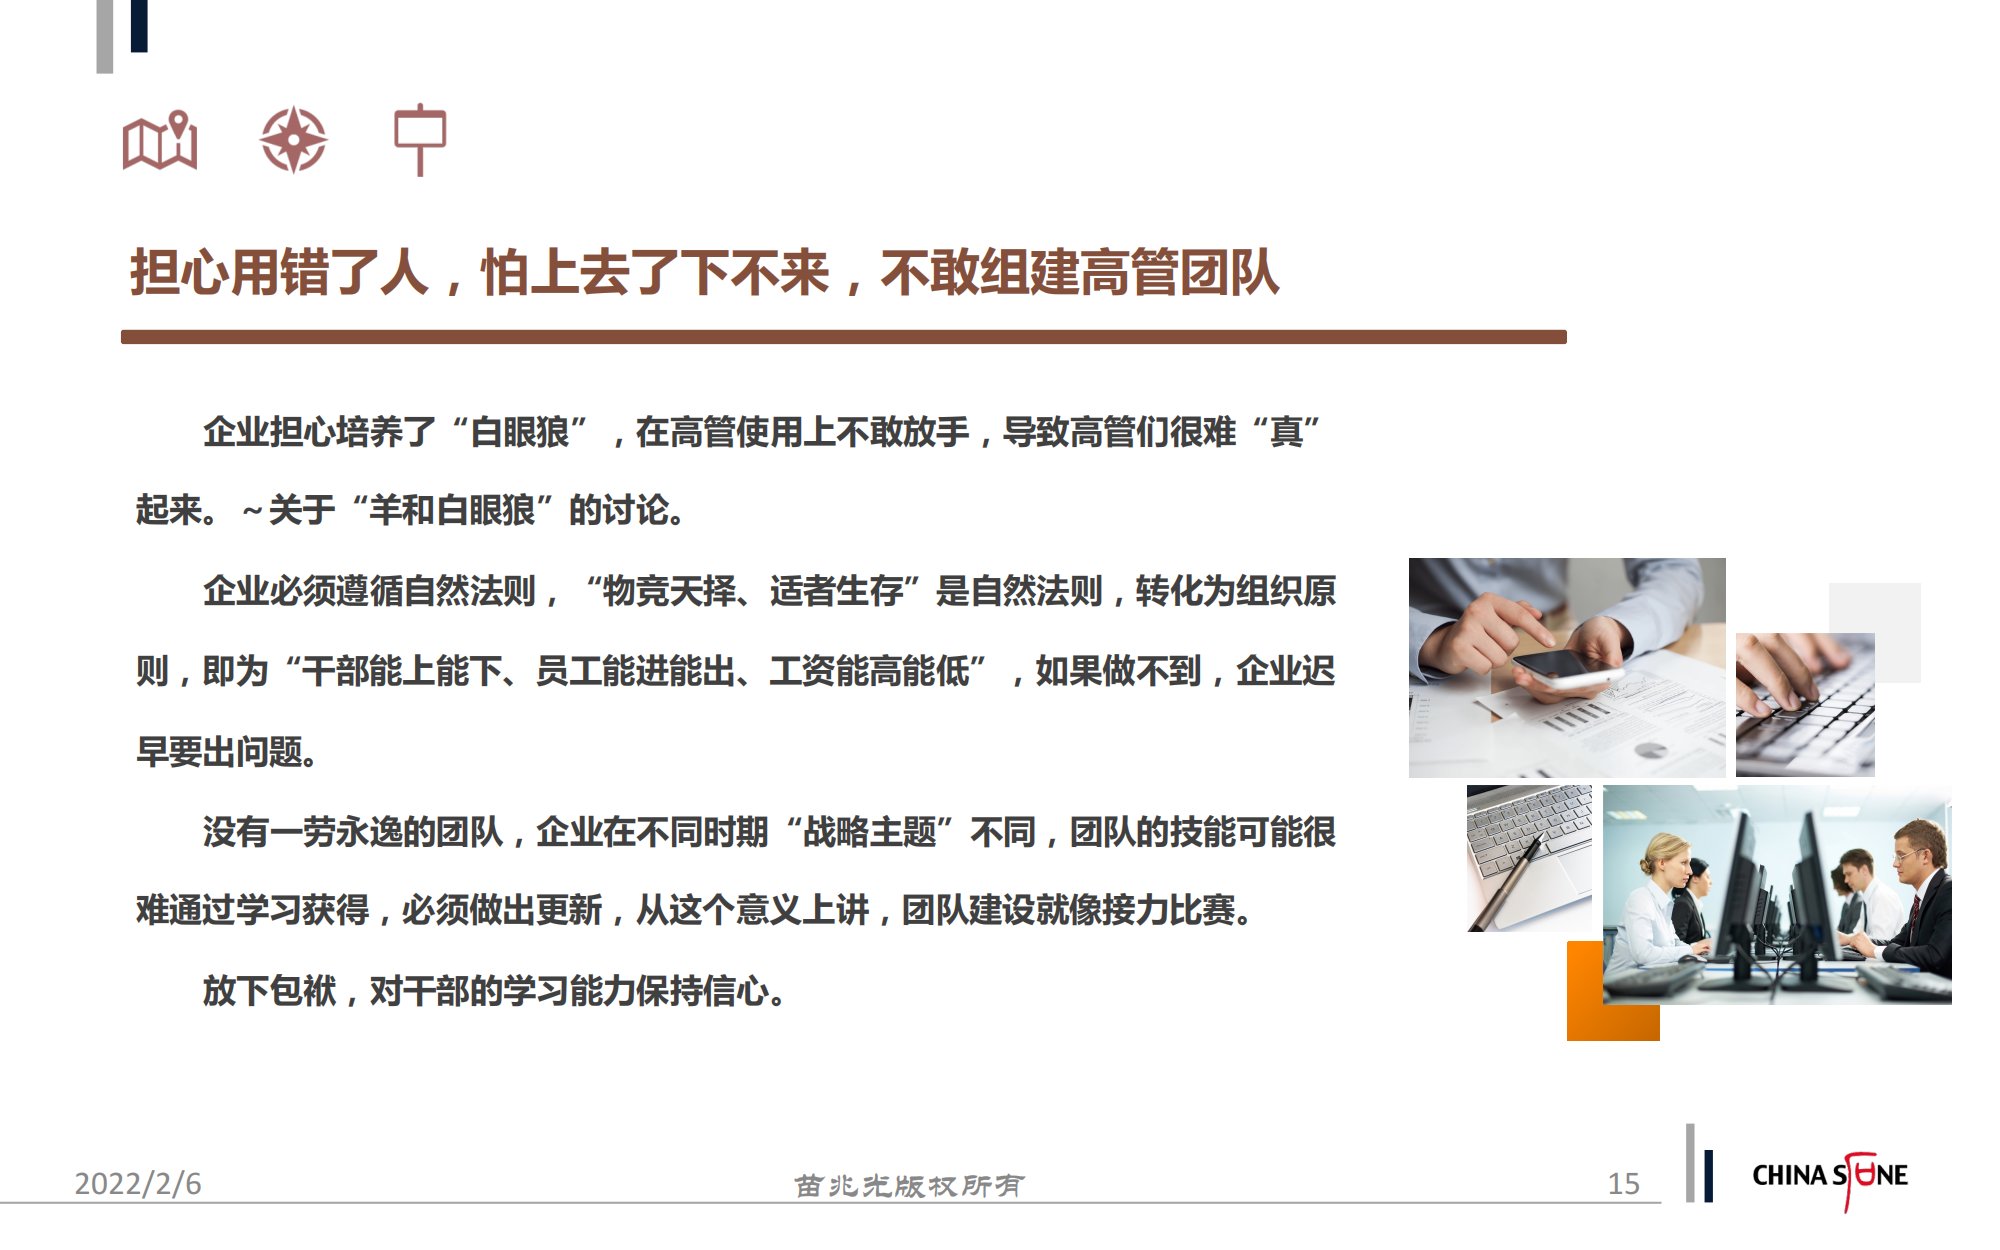 担心用错了人，怕上去了下不来，不敢组建高管团队
企业担心培养了“白眼狼”，在高管使用上不敢放手，导致高管们很难“真”
起来。~关于“羊和白眼狼”的讨论。
企业必须遵循自然法则，“物竞天择、适者生存”是自然法则，转化为组织原
则，即为“干部能上能下、员工能进能出、工资能高能低”，如果做不到，企业迟
早要出问题。
没有一劳永逸的团队，企业在不同时期“战略主题”不同，团队的技能可能很
难通过学习获得，必须做出更新，从这个意义上讲，团队建设就像接力比赛。
放下包袱，对干部的学习能力保持信心。
2022/2/6
苗兆光版权所有
15
CHINA STONE